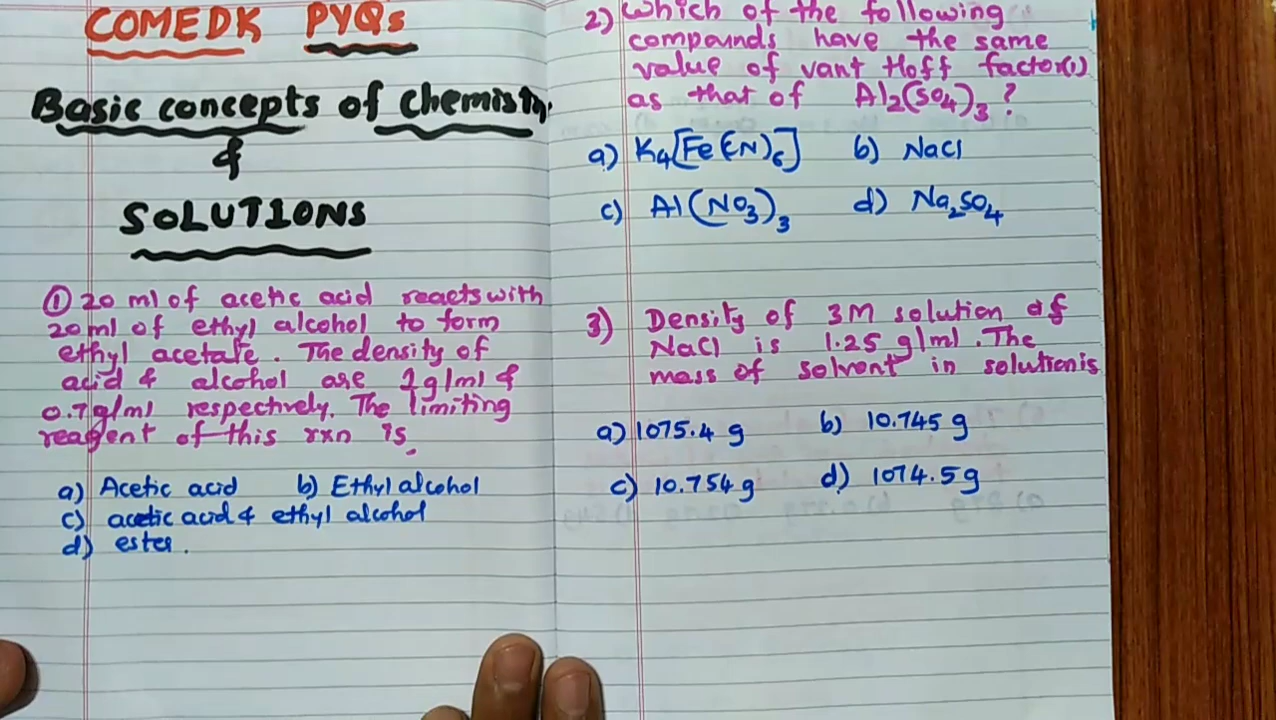 COMEDK PYQs
Basic concepts of Chemistry
&
SOLUTIONS
① 20 ml of acetic acid reacts with
20 ml of ethyl alcohol to form
ethyl acetate. The density of
acid & alcohol are 1g/ml &
0.7g/ml respectively. The limiting
reagent of this rxn is.
a) Acetic acid b) Ethyl alcohol
c) acetic acid & ethyl alcohol
d) ester.
2) Which of the following
compounds have the same
value of vant Hoff factor(i)
as that of Al₂(SO₄)₃ ?
a) K₄[Fe(CN)₆] b) NaCl
c) Al(NO₃)₃ d) Na₂SO₄
3) Density of 3M solution of
NaCl is 1.25 g/ml. The
mass of solvent in solution is
a) 1075.4 g b) 10.745 g
c) 10.754 g d) 1074.5 g